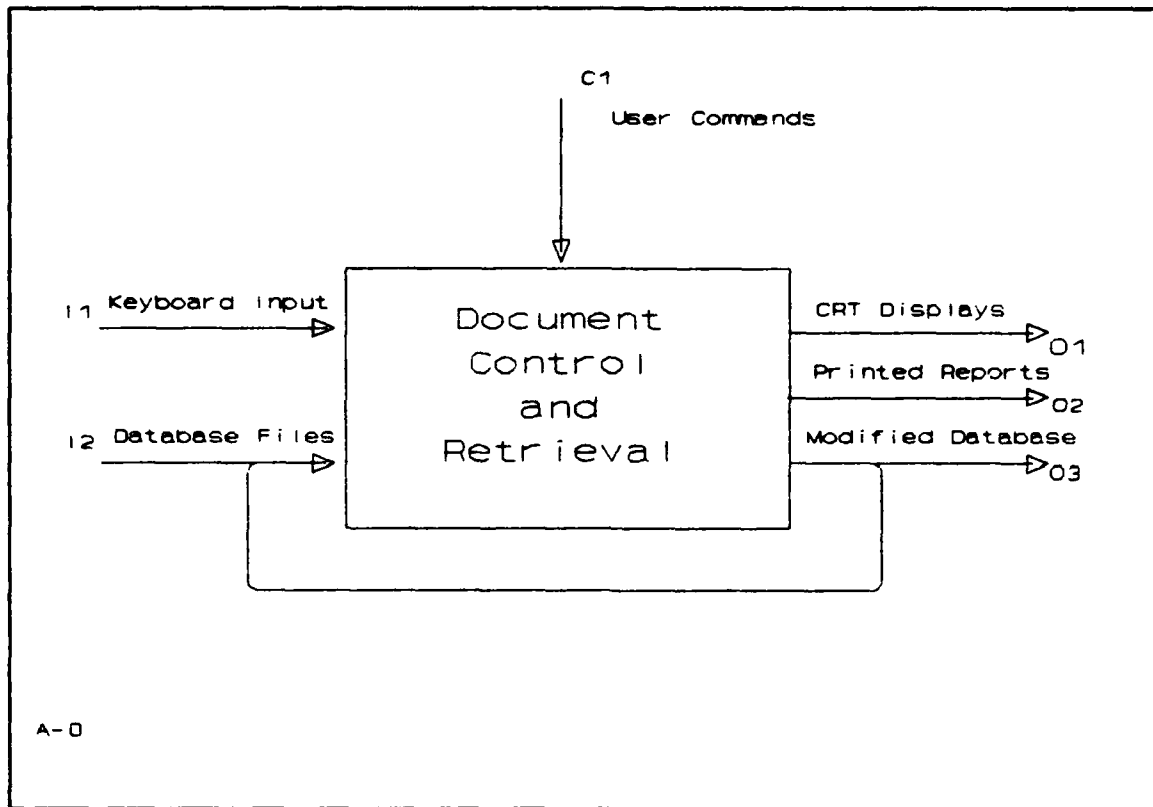 C1
User Commands
I1 Keyboard Input
Document
Control
and
Retrieval
CRT Displays
O1
Printed Reports
O2
I2 Database Files
Modified Database
O3
A-0